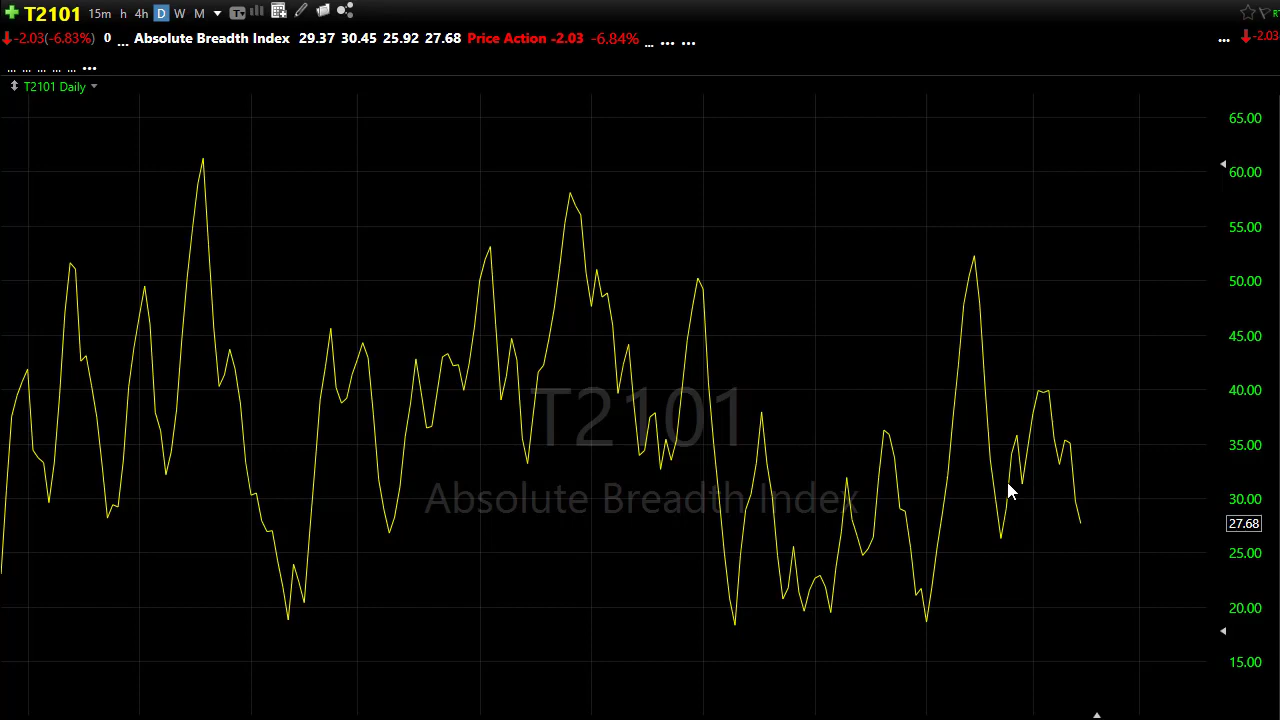 T2101 15m h 4h D W M T
-2.03(-6.83%) 0 ... Absolute Breadth Index 29.37 30.45 25.92 27.68 Price Action -2.03 -6.84% ... ... ... ... -2.03
... ... ... ... ... ...
T2101 Daily
65.00
60.00
55.00
50.00
45.00
40.00
T2101
35.00
Absolute Breadth Index
30.00
27.68
25.00
20.00
15.00